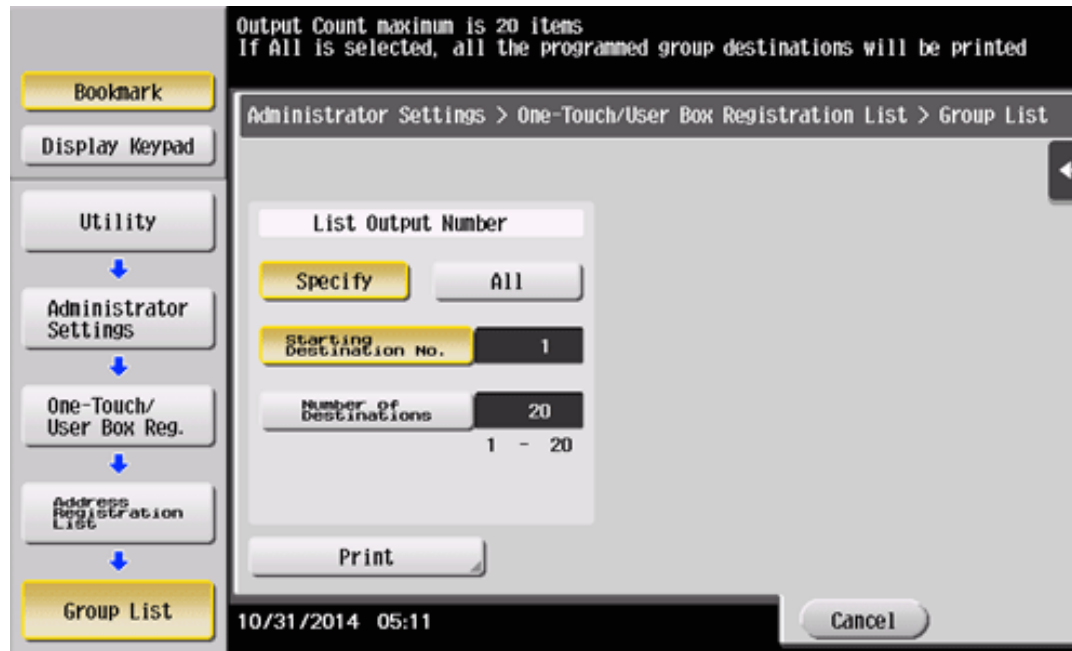 Output Count maximum is 20 items
If All is selected, all the programmed group destinations will be printed
Bookmark
Display Keypad
Administrator Settings > One-Touch/User Box Registration List > Group List
Utility
Administrator
Settings
One-Touch/
User Box Reg.
Address
Registration
List
Group List
List Output Number
Specify
All
Starting
Destination No.
1
Number of
Destinations
20
1 - 20
Print
10/31/2014 05:11
Cancel